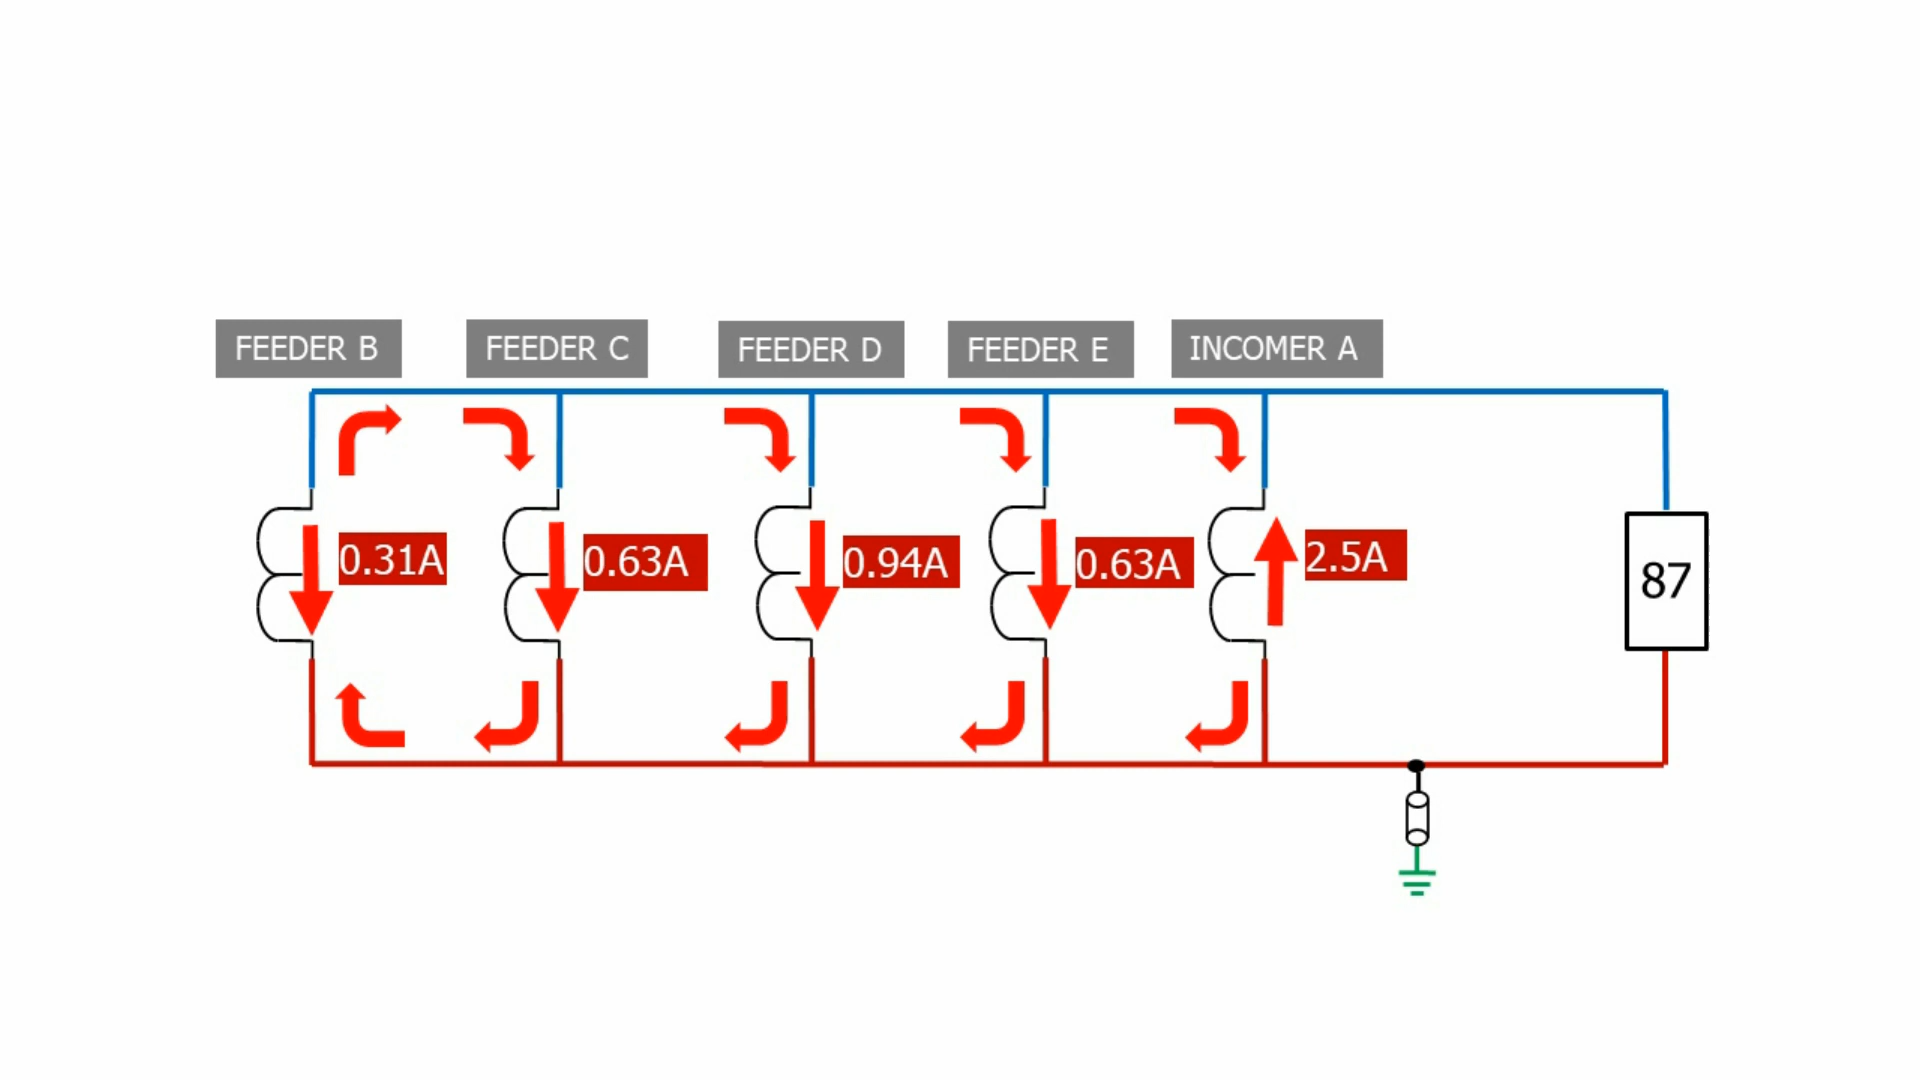 FEEDER B
FEEDER C
FEEDER D
FEEDER E
INCOMER A
0.31A
0.63A
0.94A
0.63A
2.5A
87